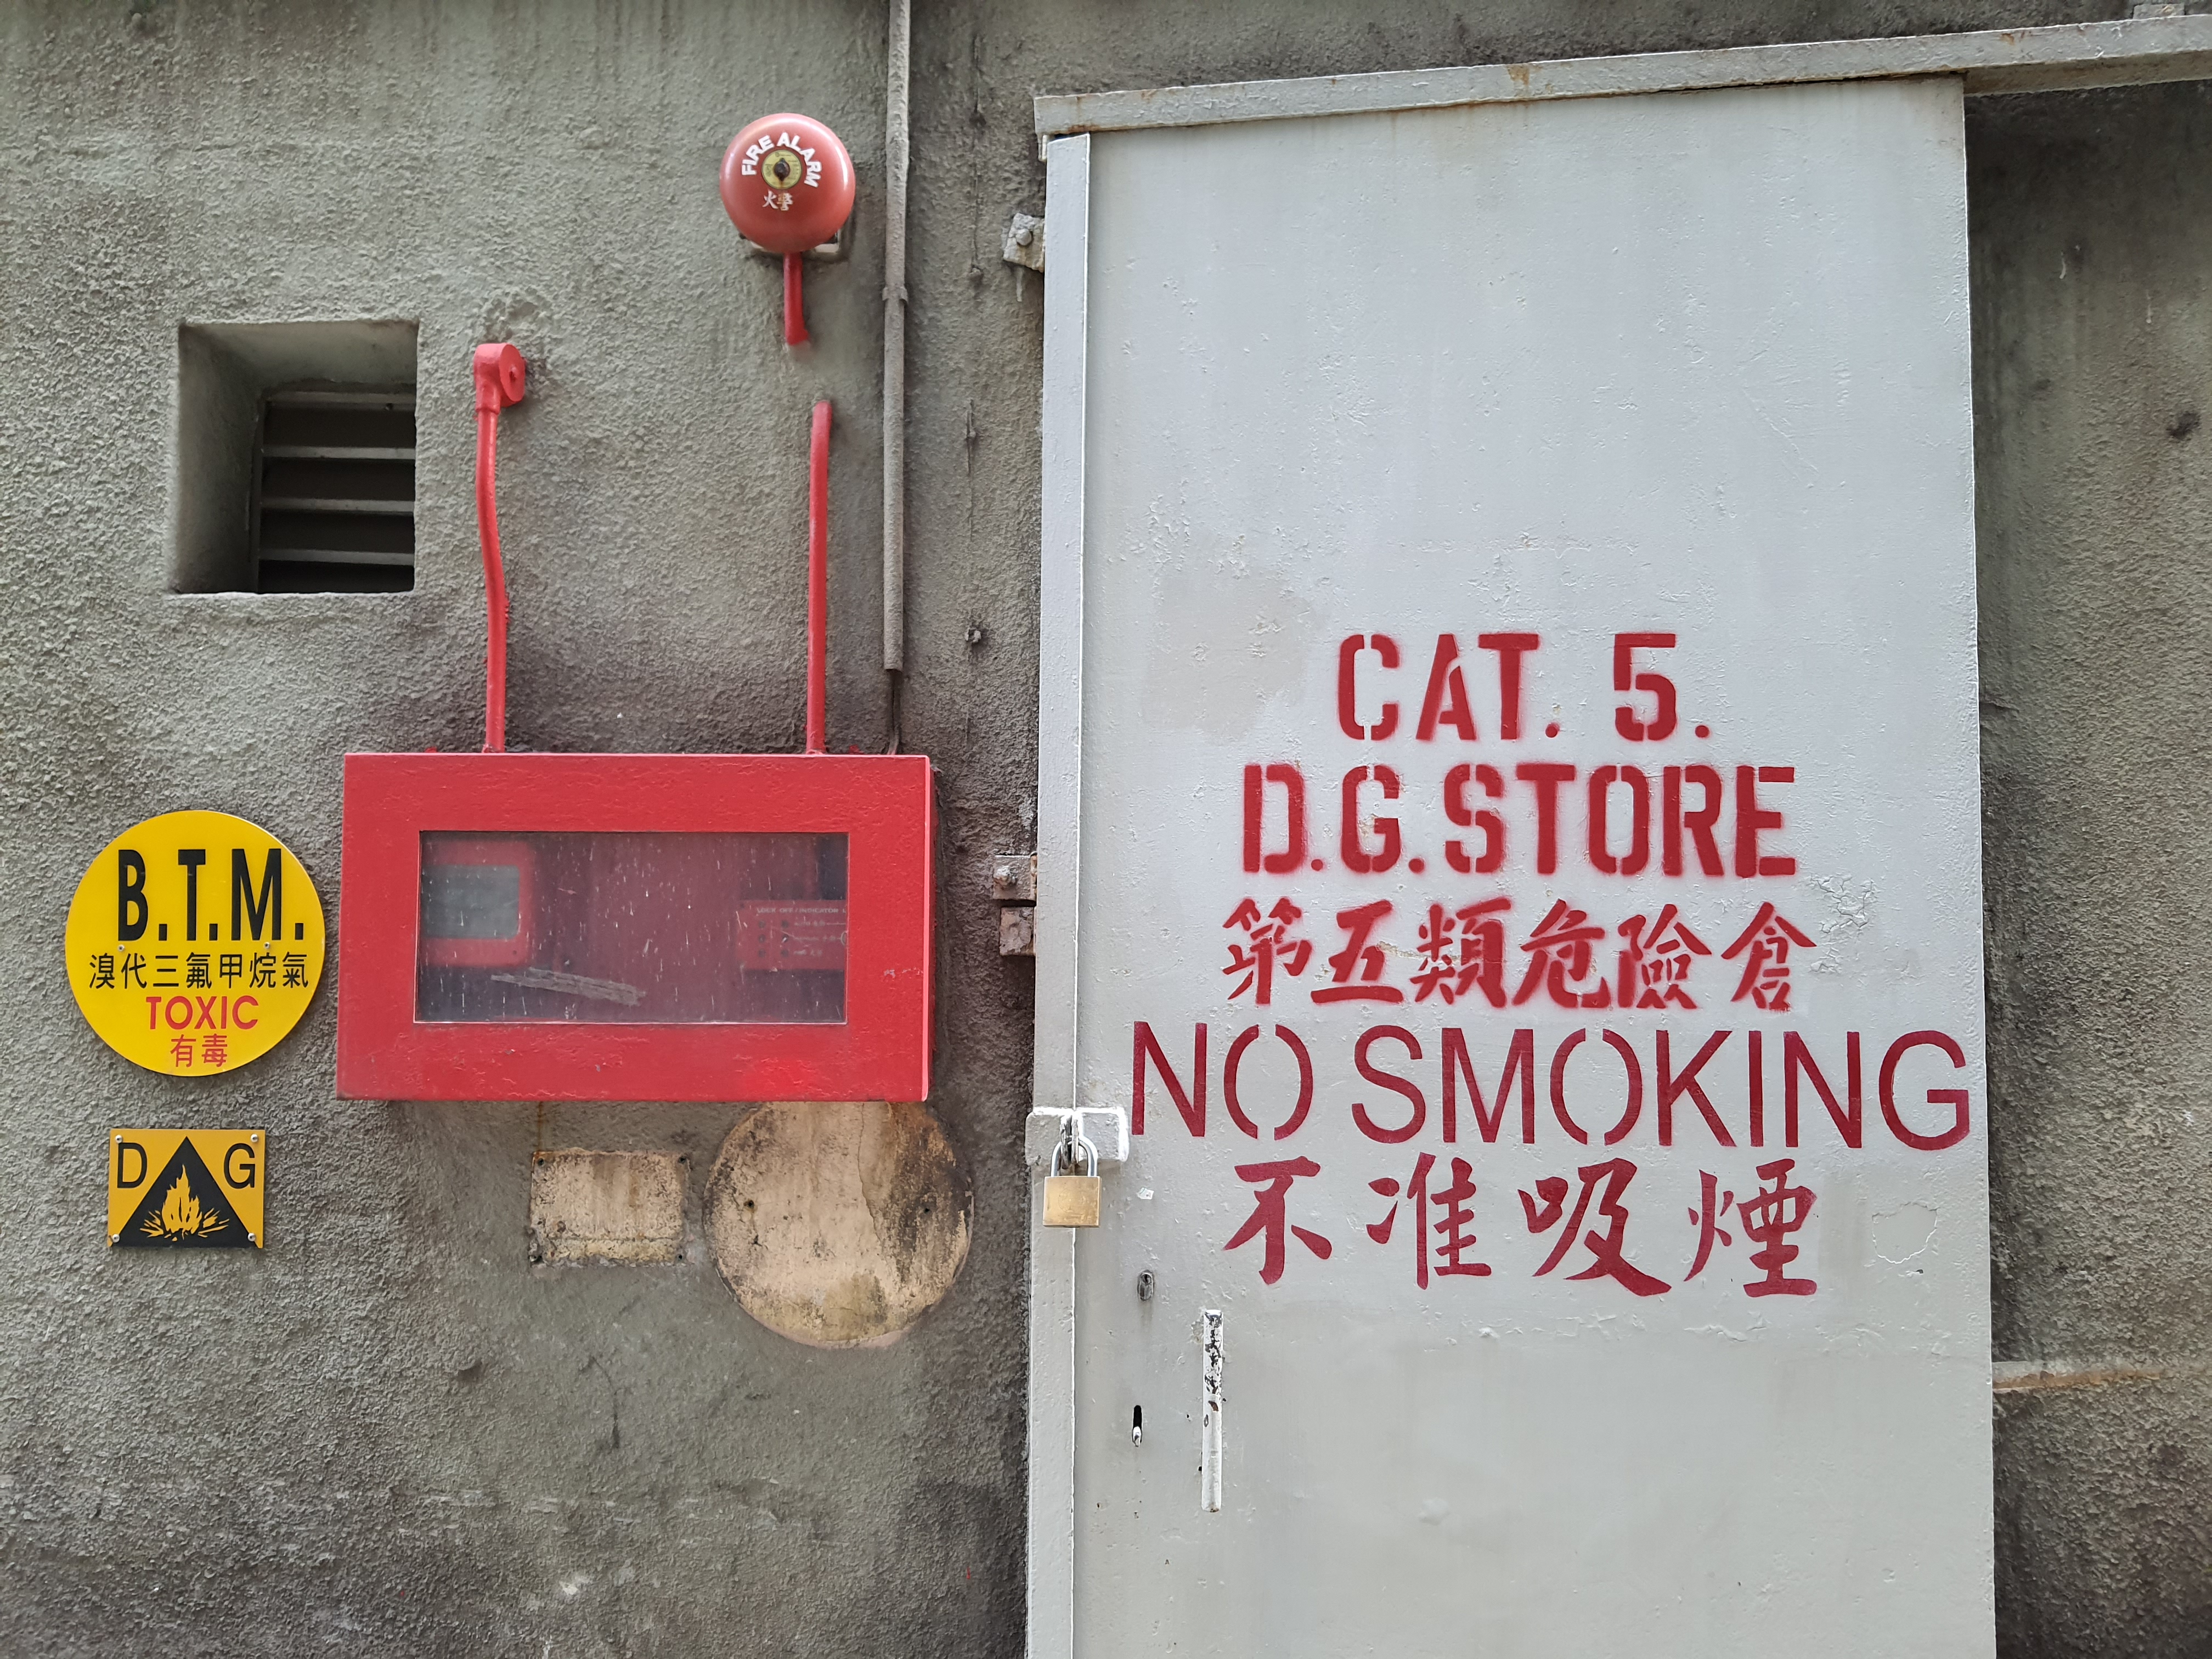 FIRE ALARM
火警
B.T.M.
溴代三氟甲烷氣
TOXIC
有毒
D G
CAT. 5.
D.G. STORE
第五類危險倉
NO SMOKING
不准吸煙